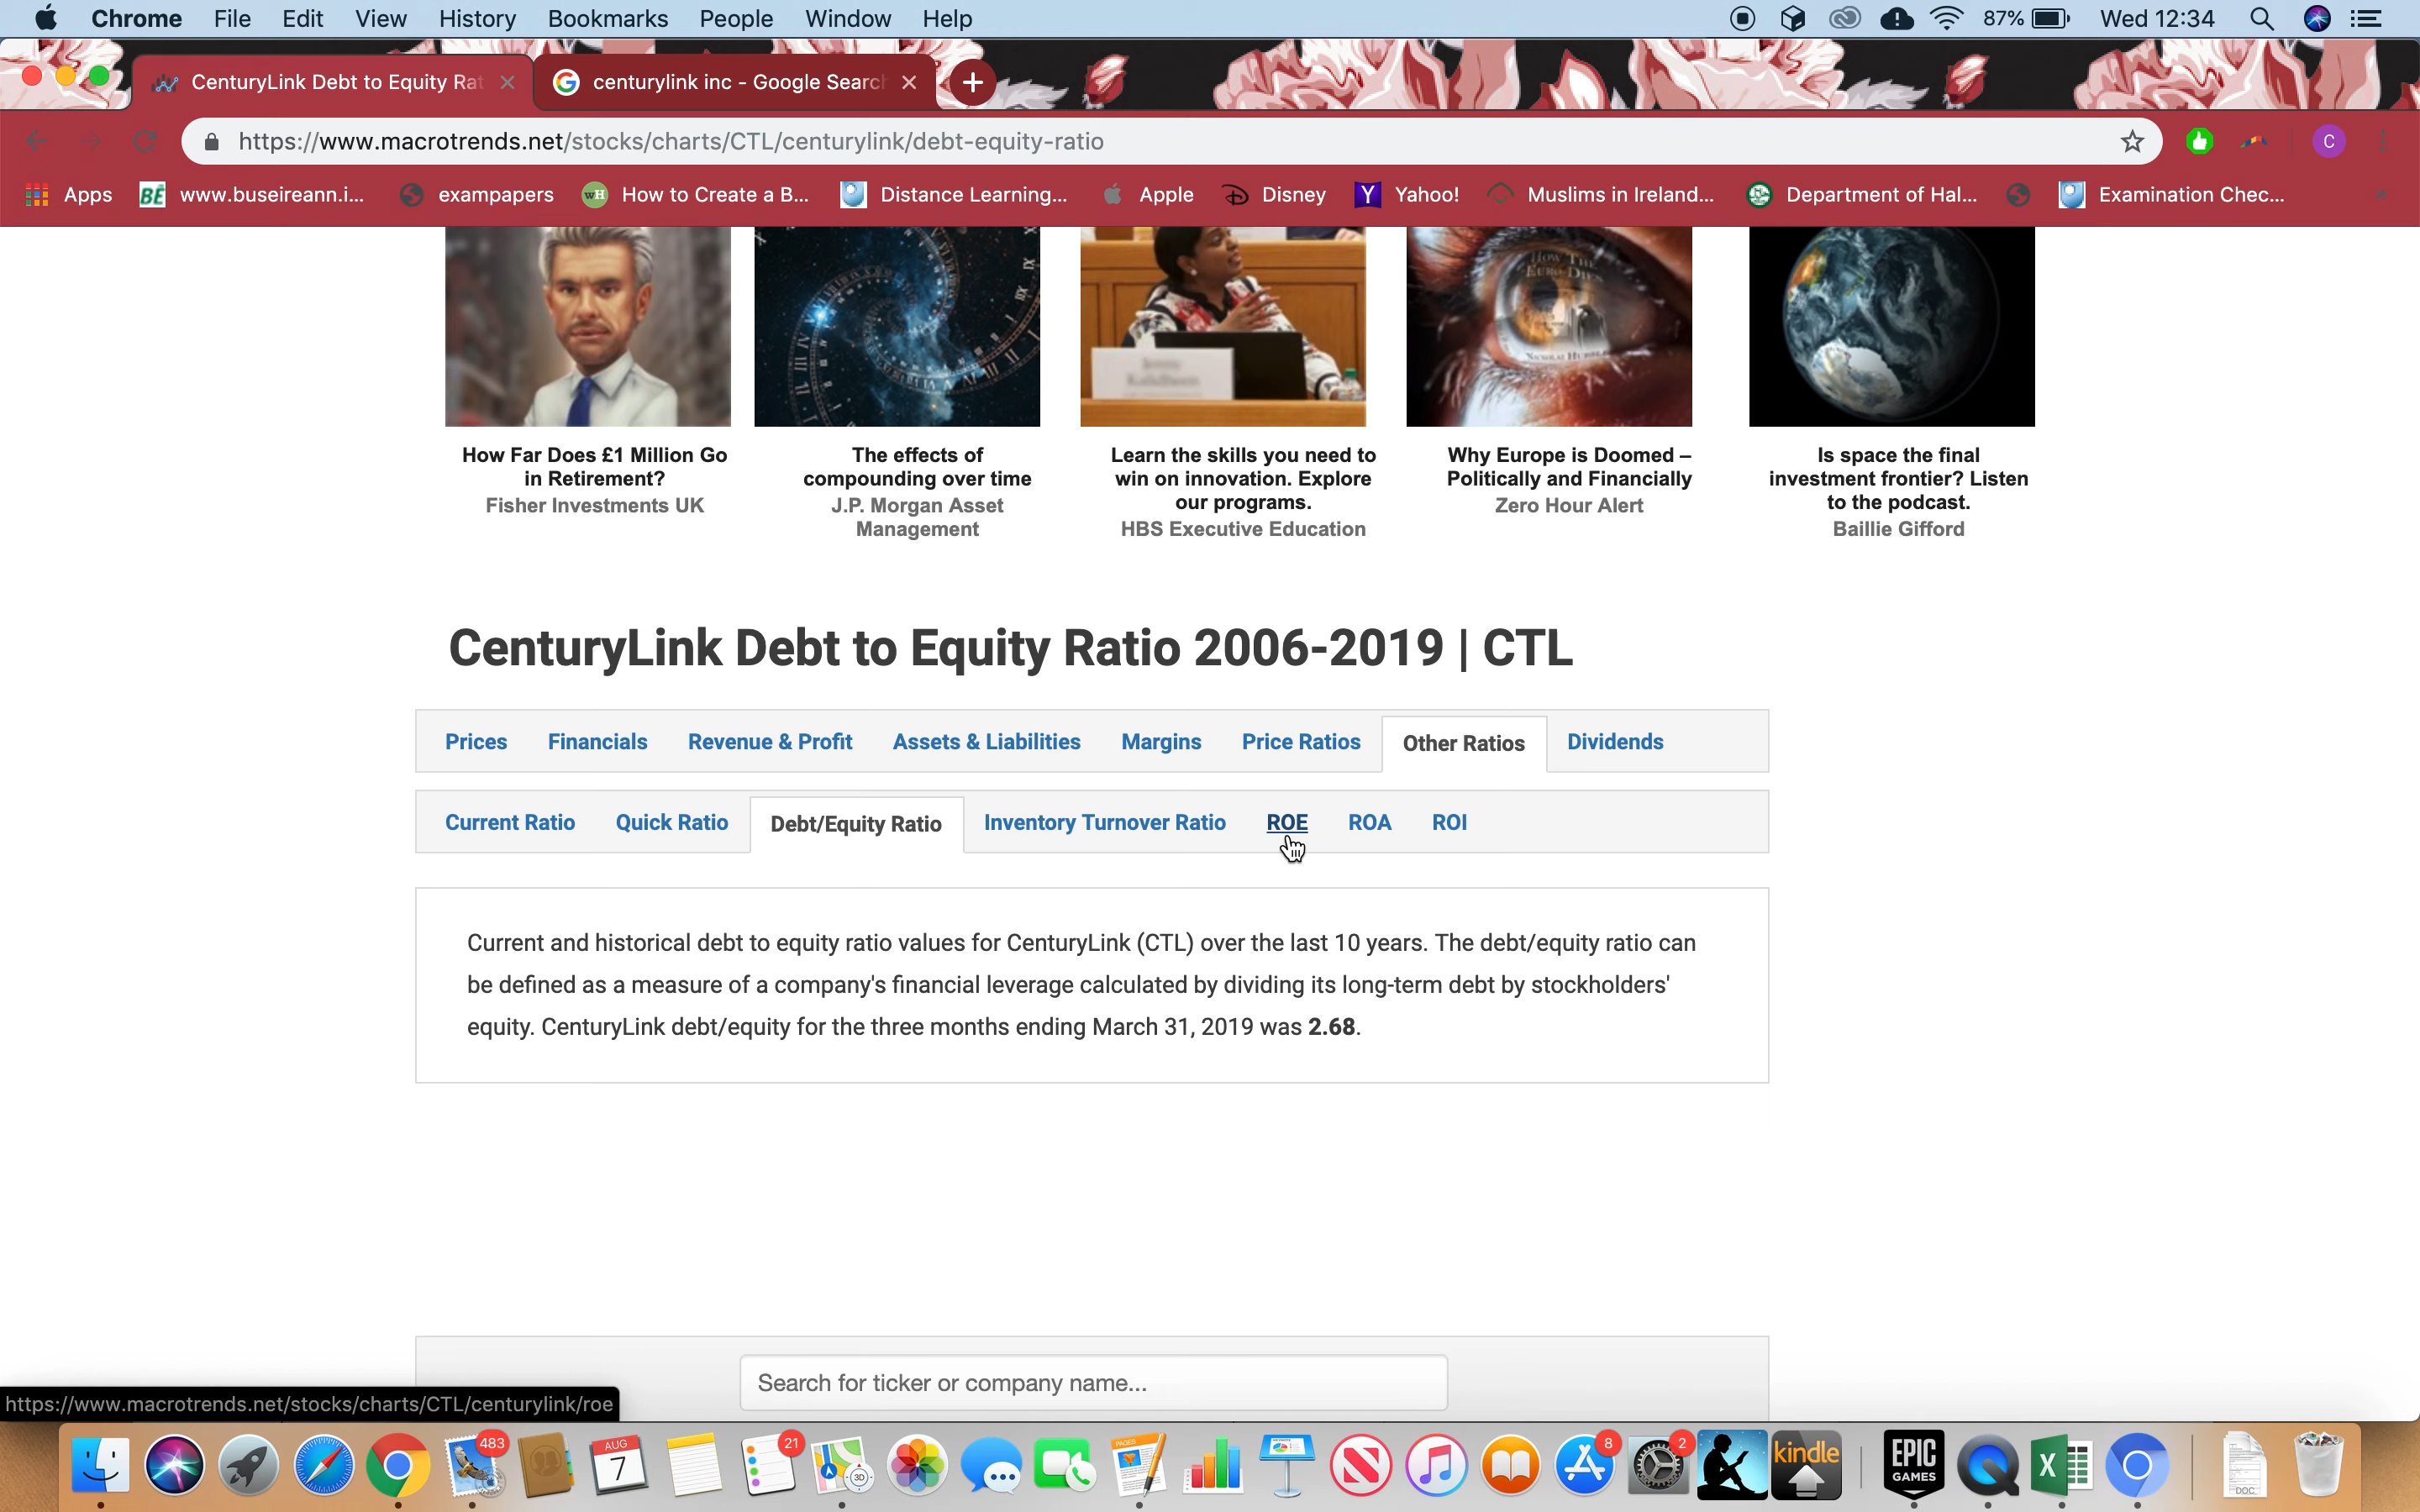 Chrome File Edit View History Bookmarks People Window Help 87% Wed 12:34
CenturyLink Debt to Equity Rat centurylink inc - Google Search
https://www.macrotrends.net/stocks/charts/CTL/centurylink/debt-equity-ratio C
Apps BÉ www.buseireann.i... exampapers wH How to Create a B... Distance Learning... Apple Disney Y Yahoo! Muslims in Ireland... Department of Hal... Examination Chec...
How Far Does £1 Million Go
in Retirement?
Fisher Investments UK
The effects of
compounding over time
J.P. Morgan Asset
Management
Learn the skills you need to
win on innovation. Explore
our programs.
HBS Executive Education
HOW THE
EURO DIES
Why Europe is Doomed –
Politically and Financially
Zero Hour Alert
Is space the final
investment frontier? Listen
to the podcast.
Baillie Gifford
CenturyLink Debt to Equity Ratio 2006-2019 | CTL
Prices Financials Revenue & Profit Assets & Liabilities Margins Price Ratios Other Ratios Dividends
Current Ratio Quick Ratio Debt/Equity Ratio Inventory Turnover Ratio ROE ROA ROI
Current and historical debt to equity ratio values for CenturyLink (CTL) over the last 10 years. The debt/equity ratio can
be defined as a measure of a company's financial leverage calculated by dividing its long-term debt by stockholders'
equity. CenturyLink debt/equity for the three months ending March 31, 2019 was 2.68.
Search for ticker or company name...
https://www.macrotrends.net/stocks/charts/CTL/centurylink/roe
483 AUG 7 21 3D PAGES 8 2 kindle EPIC GAMES X DOC